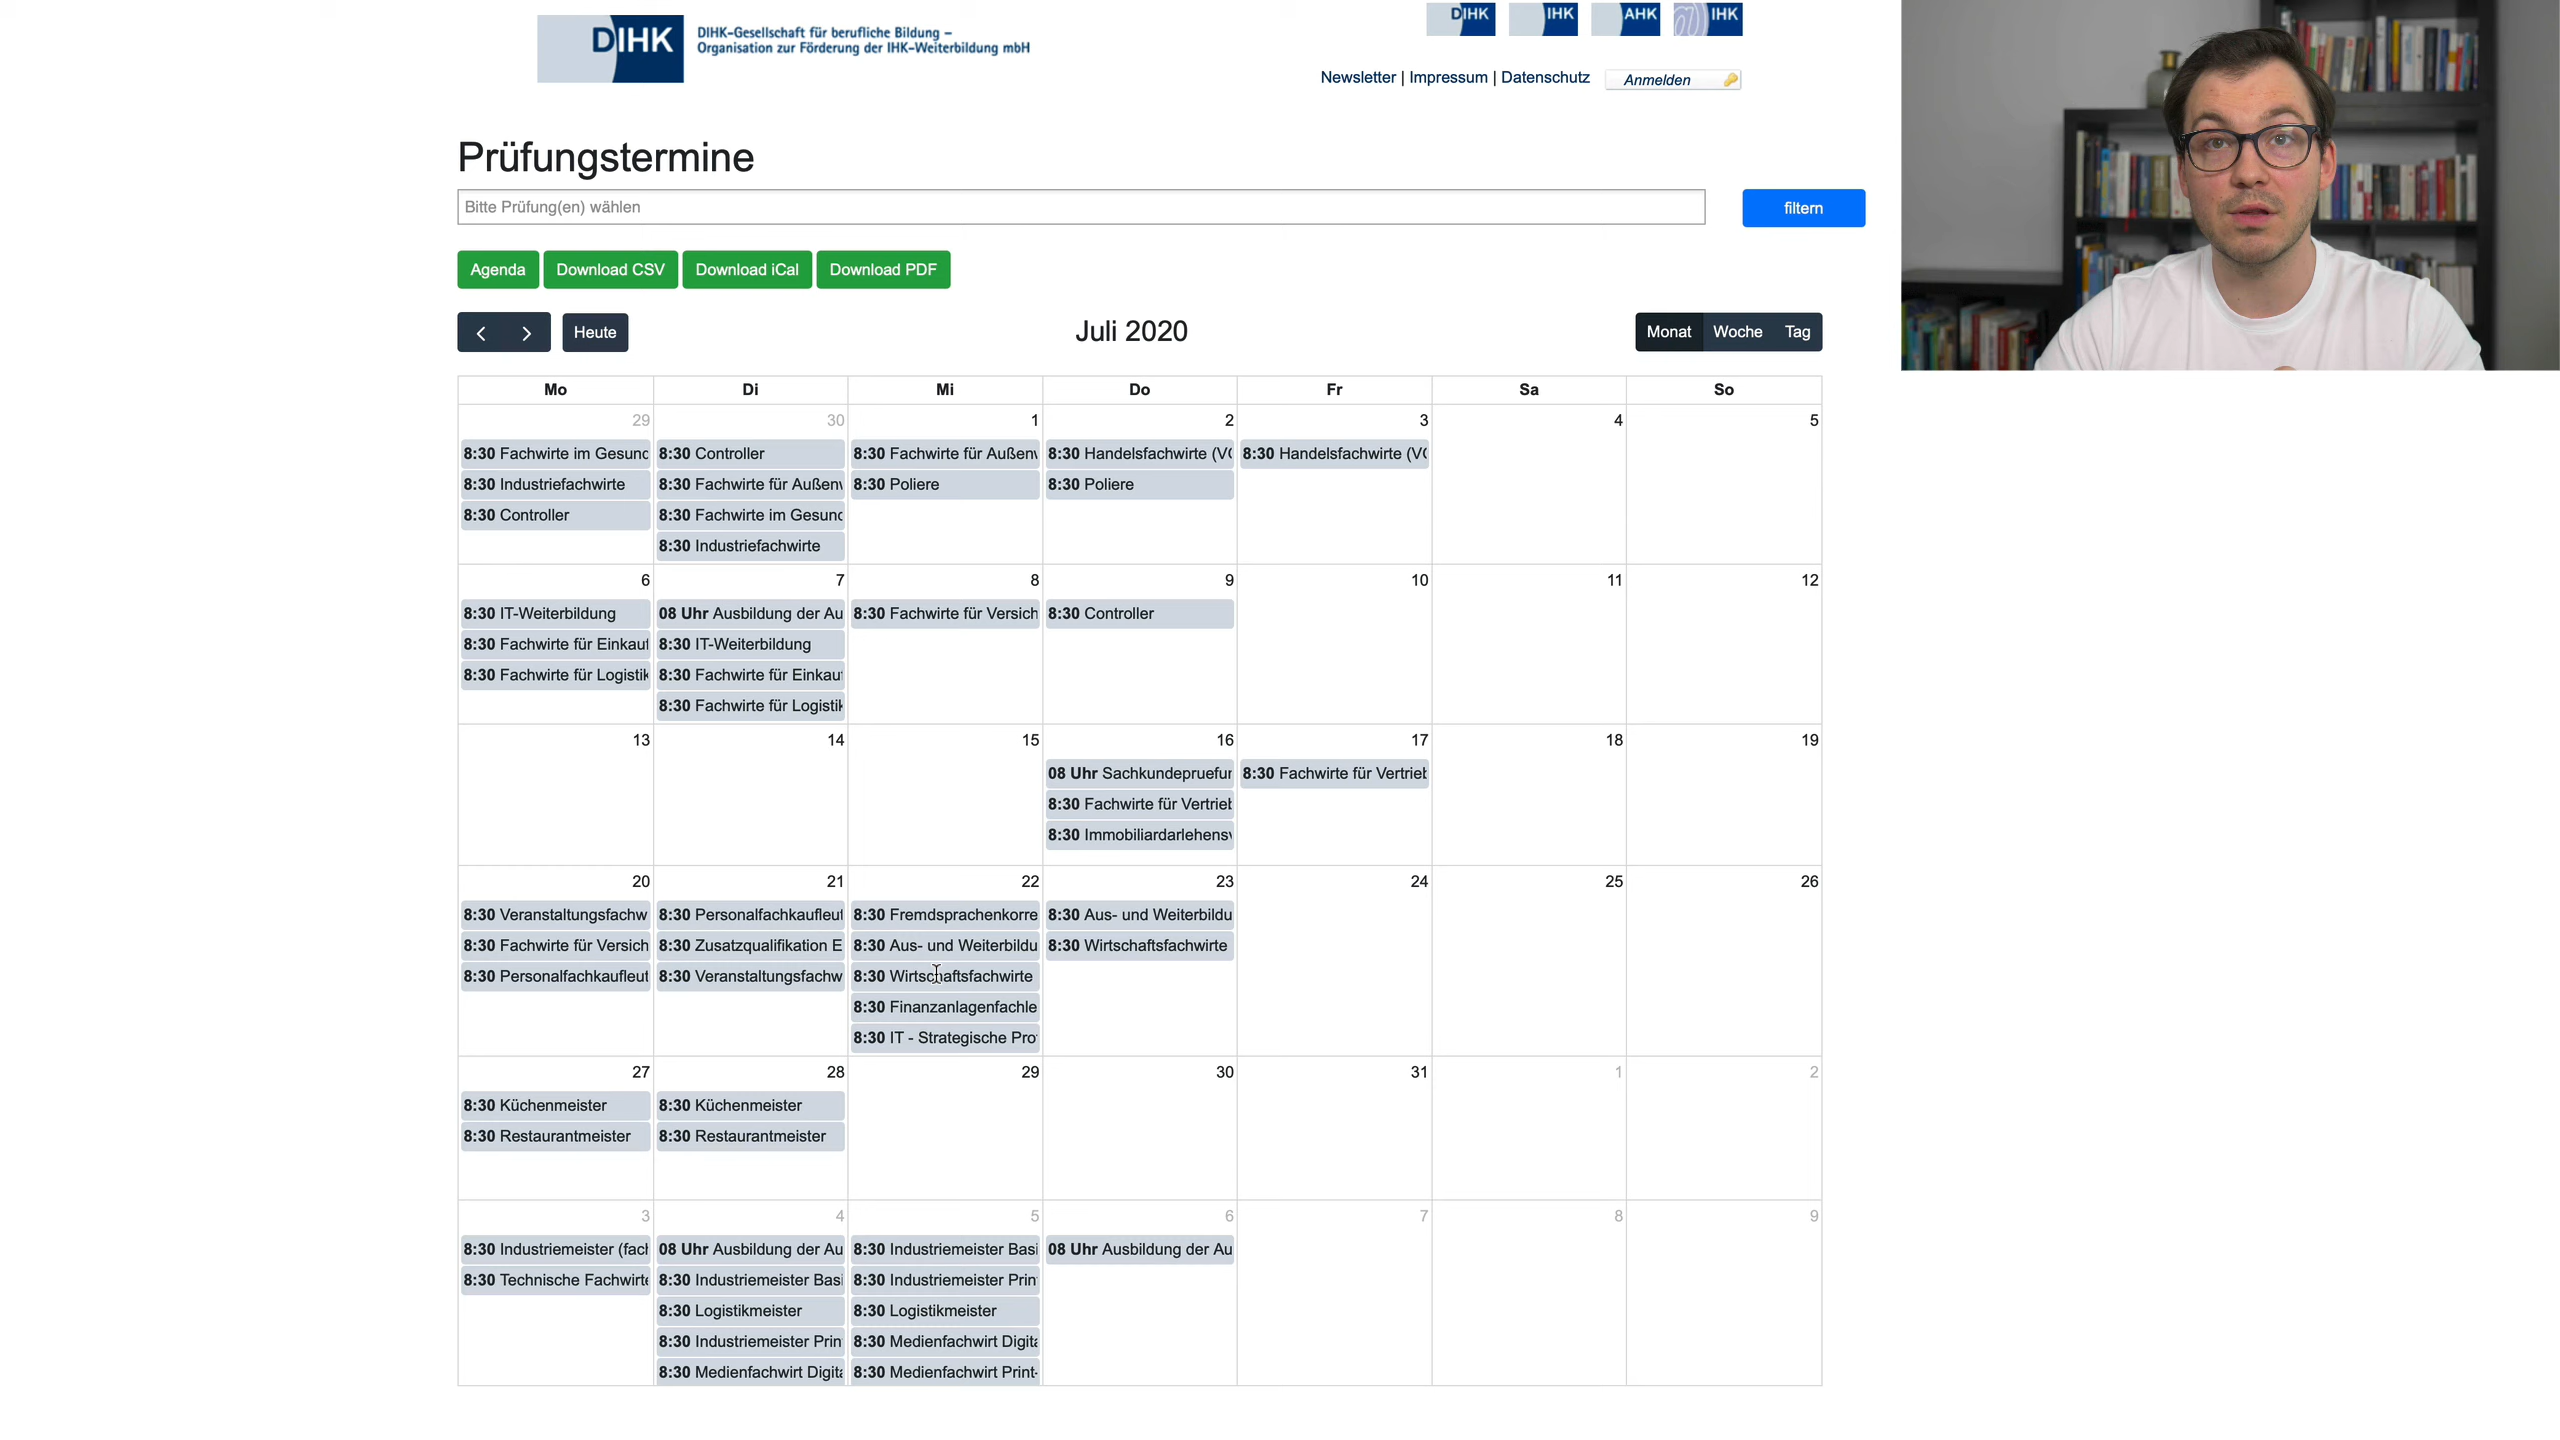 DIHK
DIHK-Gesellschaft für berufliche Bildung –
Organisation zur Förderung der IHK-Weiterbildung mbH
DIHK IHK AHK @ IHK
Newsletter | Impressum | Datenschutz Anmelden
Prüfungstermine
Bitte Prüfung(en) wählen
filtern
Agenda Download CSV Download iCal Download PDF
Heute
Juli 2020
Monat Woche Tag
Mo Di Mi Do Fr Sa So
29 30 1 2 3 4 5
8:30 Fachwirte im Gesund 8:30 Controller 8:30 Fachwirte für Außenw 8:30 Handelsfachwirte (VO 8:30 Handelsfachwirte (VO
8:30 Industriefachwirte 8:30 Fachwirte für Außenw 8:30 Poliere 8:30 Poliere
8:30 Controller 8:30 Fachwirte im Gesund
8:30 Industriefachwirte
6 7 8 9 10 11 12
8:30 IT-Weiterbildung 08 Uhr Ausbildung der Au 8:30 Fachwirte für Versich 8:30 Controller
8:30 Fachwirte für Einkauf 8:30 IT-Weiterbildung
8:30 Fachwirte für Logistik 8:30 Fachwirte für Einkauf
8:30 Fachwirte für Logistik
13 14 15 16 17 18 19
08 Uhr Sachkundepruefun 8:30 Fachwirte für Vertrieb
8:30 Fachwirte für Vertrieb
8:30 Immobiliardarlehensv
20 21 22 23 24 25 26
8:30 Veranstaltungsfachw 8:30 Personalfachkaufleut 8:30 Fremdsprachenkorre 8:30 Aus- und Weiterbildu
8:30 Fachwirte für Versich 8:30 Zusatzqualifikation E 8:30 Aus- und Weiterbildu 8:30 Wirtschaftsfachwirte
8:30 Personalfachkaufleut 8:30 Veranstaltungsfachw 8:30 Wirtschaftsfachwirte
8:30 Finanzanlagenfachle
8:30 IT - Strategische Pro
27 28 29 30 31 1 2
8:30 Küchenmeister 8:30 Küchenmeister
8:30 Restaurantmeister 8:30 Restaurantmeister
3 4 5 6 7 8 9
8:30 Industriemeister (fach 08 Uhr Ausbildung der Au 8:30 Industriemeister Basi 08 Uhr Ausbildung der Au
8:30 Technische Fachwirte 8:30 Industriemeister Basi 8:30 Industriemeister Prin
8:30 Logistikmeister 8:30 Logistikmeister
8:30 Industriemeister Prin 8:30 Medienfachwirt Digita
8:30 Medienfachwirt Digita 8:30 Medienfachwirt Print-